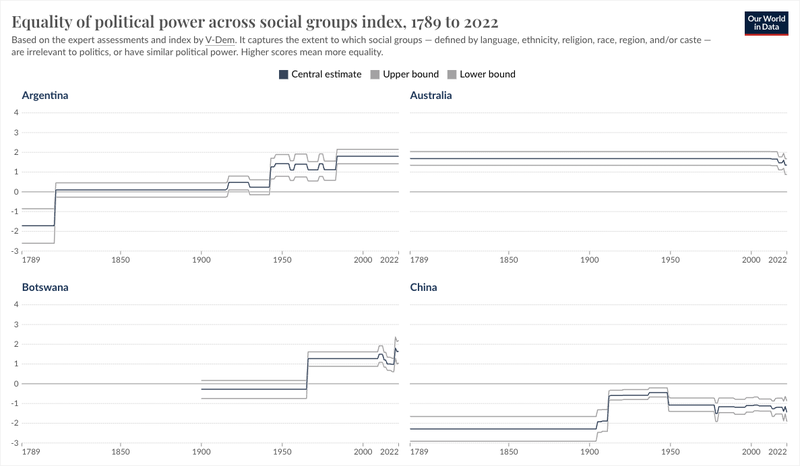 Equality of political power across social groups index, 1789 to 2022
Our World
in Data
Based on the expert assessments and index by V-Dem. It captures the extent to which social groups — defined by language, ethnicity, religion, race, region, and/or caste —
are irrelevant to politics, or have similar political power. Higher scores mean more equality.
Central estimate Upper bound Lower bound
Argentina
4
3
2
1
0
-1
-2
-3
1789 1850 1900 1950 2000 2022
Australia
1789 1850 1900 1950 2000 2022
Botswana
4
3
2
1
0
-1
-2
-3
1789 1850 1900 1950 2000 2022
China
1789 1850 1900 1950 2000 2022